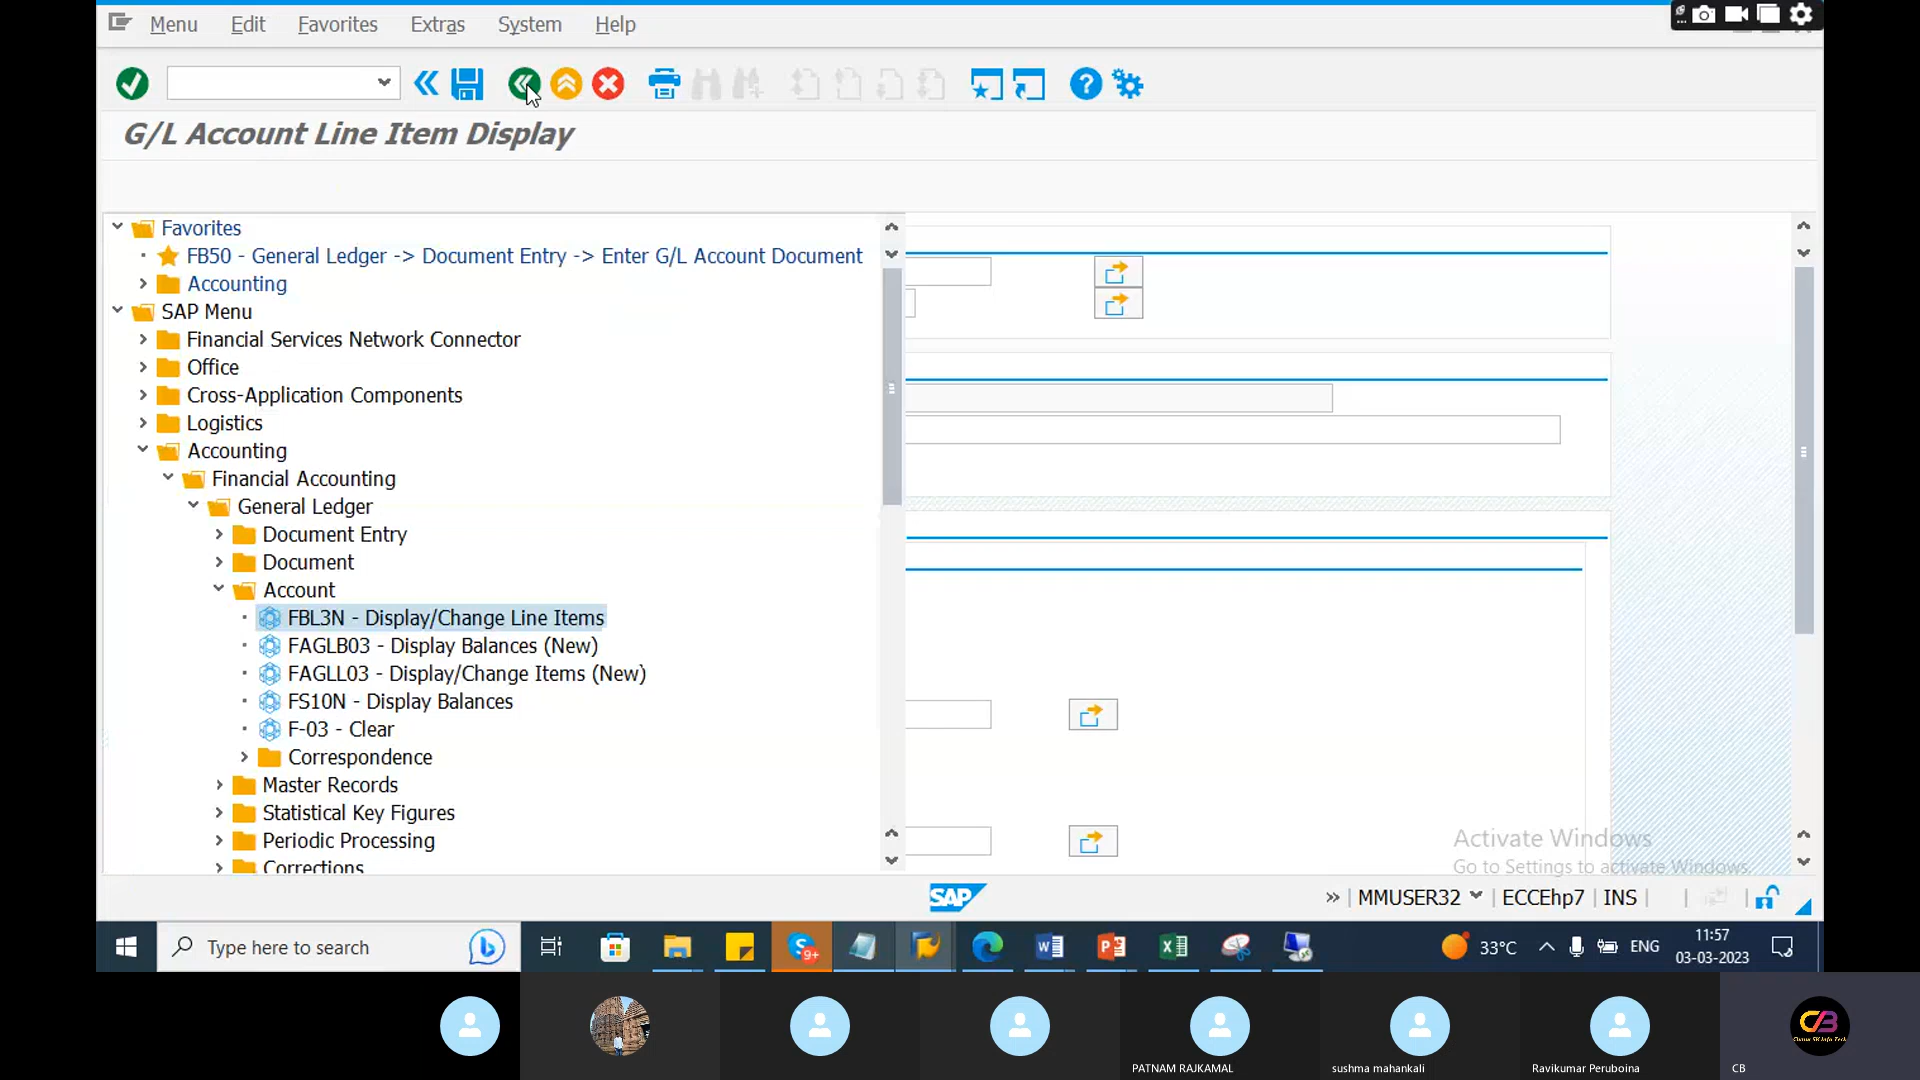 Menu Edit Favorites Extras System Help
G/L Account Line Item Display
Favorites
FB50 - General Ledger -> Document Entry -> Enter G/L Account Document
Accounting
SAP Menu
Financial Services Network Connector
Office
Cross-Application Components
Logistics
Accounting
Financial Accounting
General Ledger
Document Entry
Document
Account
FBL3N - Display/Change Line Items
FAGLB03 - Display Balances (New)
FAGLL03 - Display/Change Items (New)
FS10N - Display Balances
F-03 - Clear
Correspondence
Master Records
Statistical Key Figures
Periodic Processing
Corrections
Activate Windows
Go to Settings to activate Windows.
SAP
MMUSER32 ECCEhp7 INS
Type here to search
9+
33°C ENG
11:57
03-03-2023
PATNAM RAJKAMAL sushma mahankali Ravikumar Peruboina CB